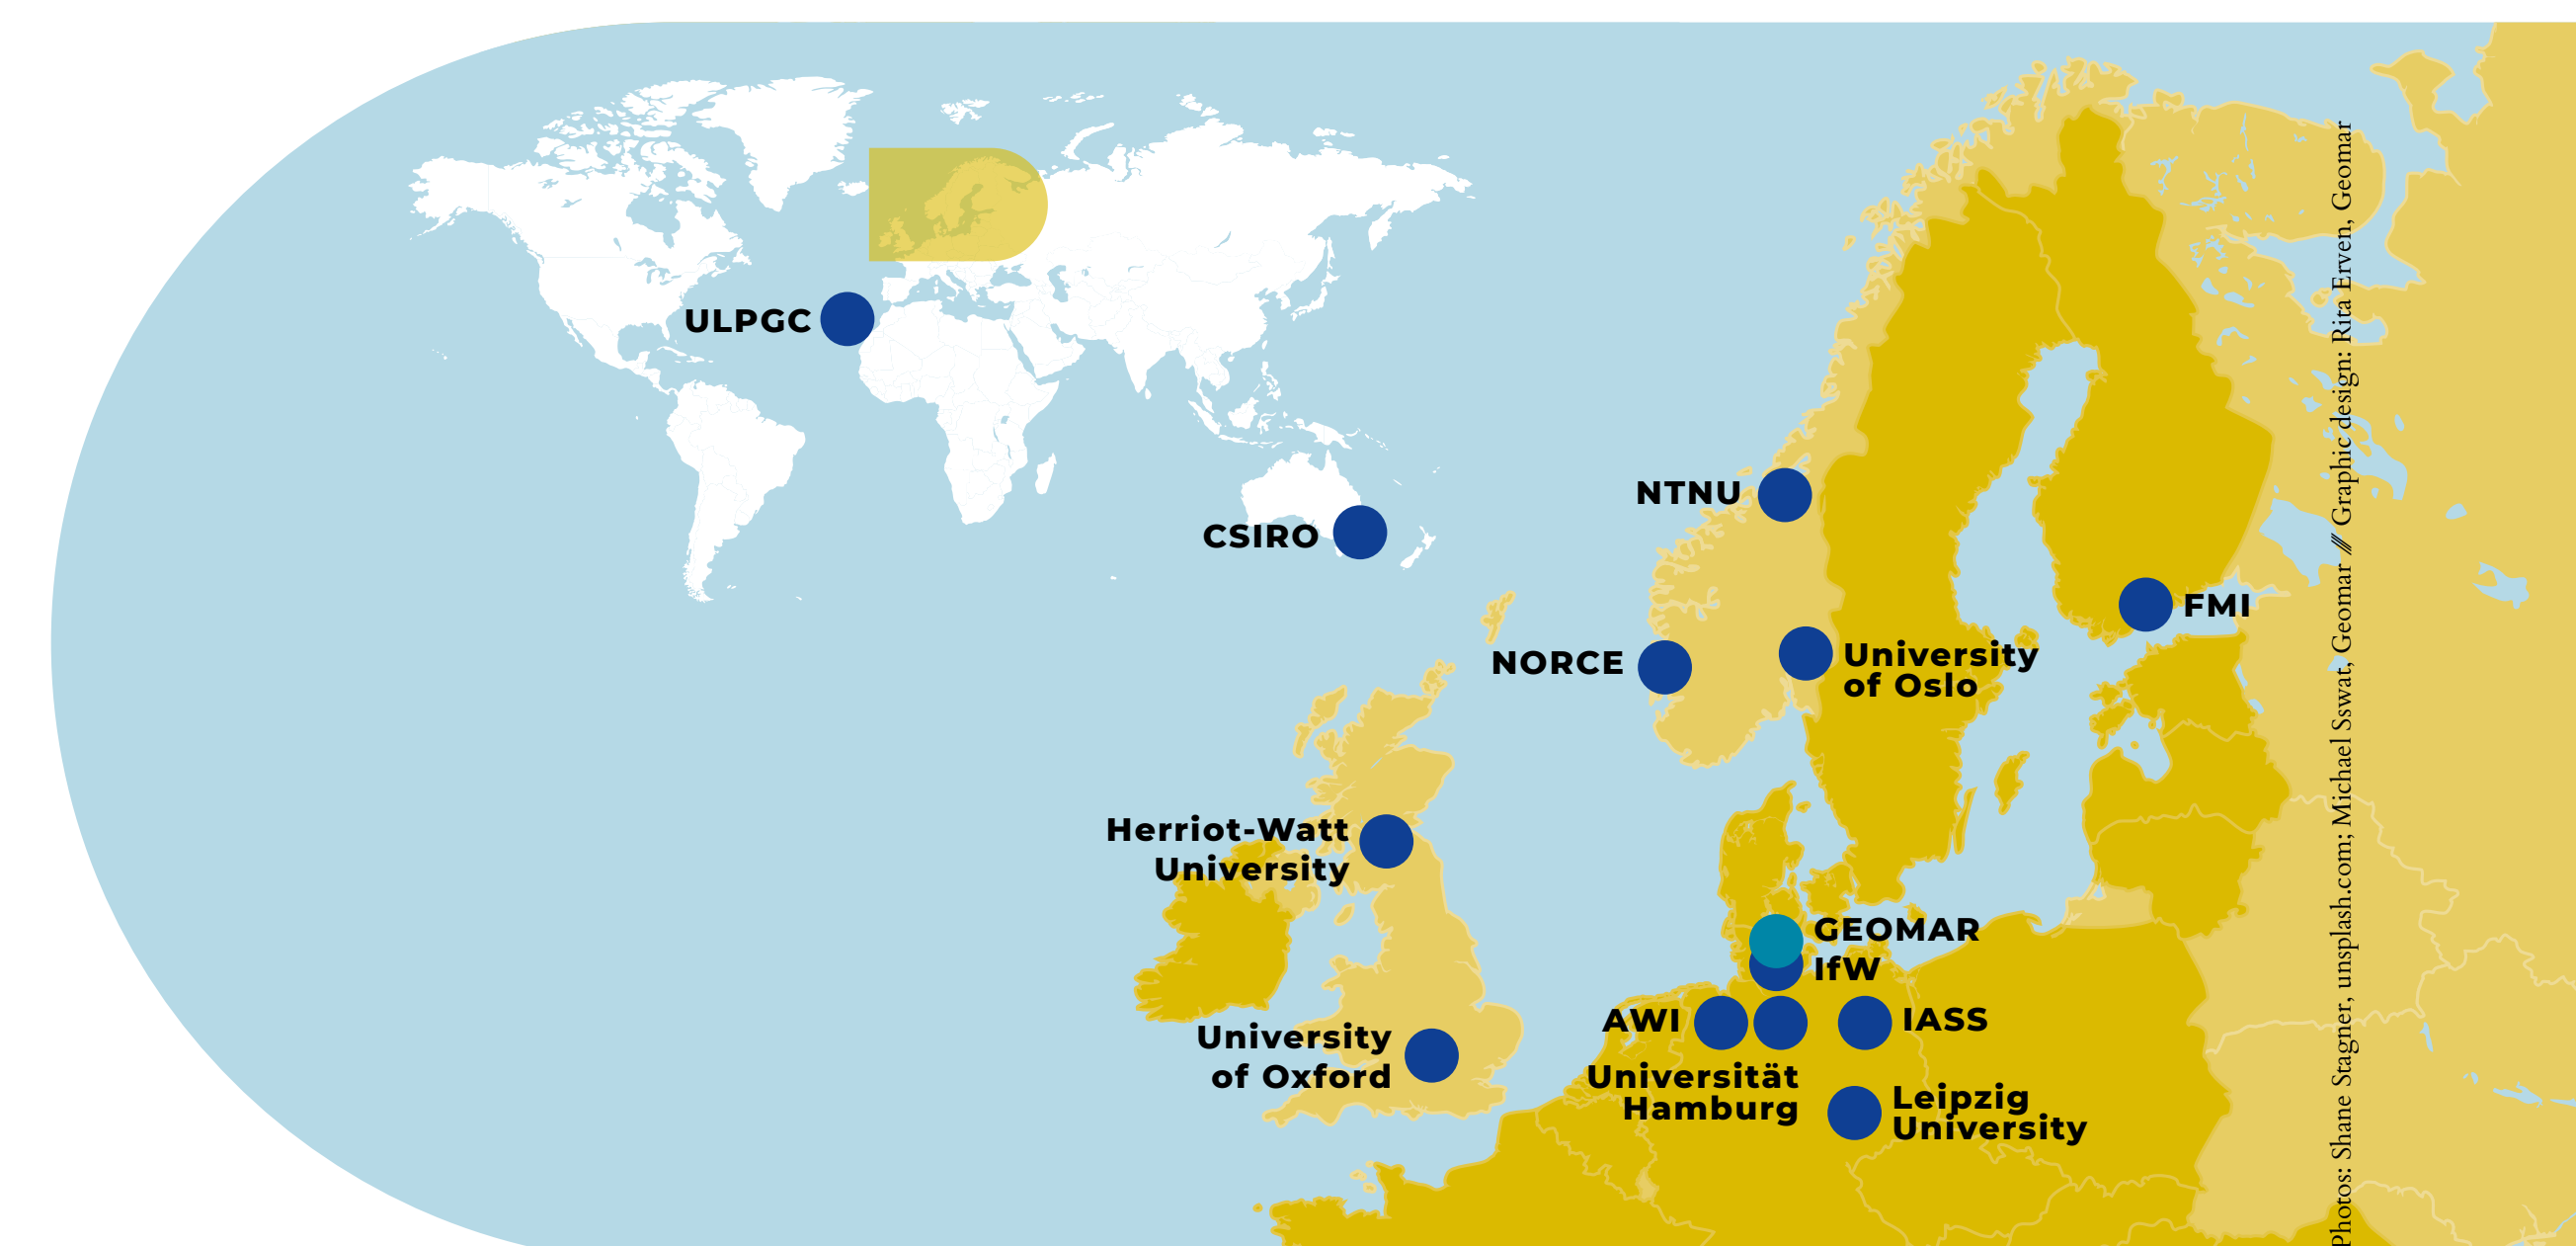 ULPGC
CSIRO
NTNU
FMI
NORCE
University
of Oslo
Herriot-Watt
University
GEOMAR
IfW
AWI
IASS
University
of Oxford
Universität
Hamburg
Leipzig
University
Photos: Shane Stagner, unsplash.com; Michael Sswat, Geomar // Graphic design: Rita Erven, Geomar